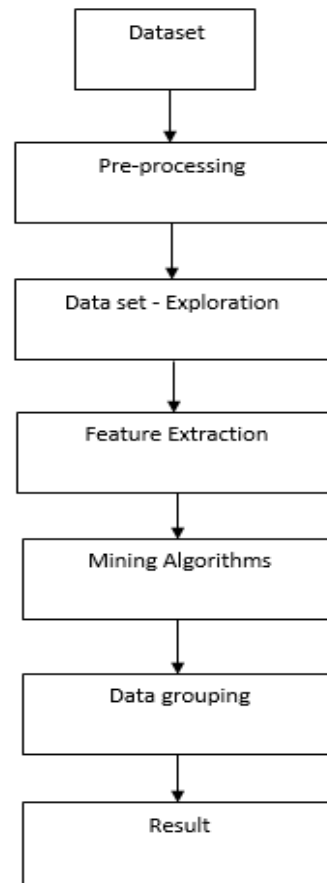 Dataset
Pre-processing
Data set - Exploration
Feature Extraction
Mining Algorithms
Data grouping
Result